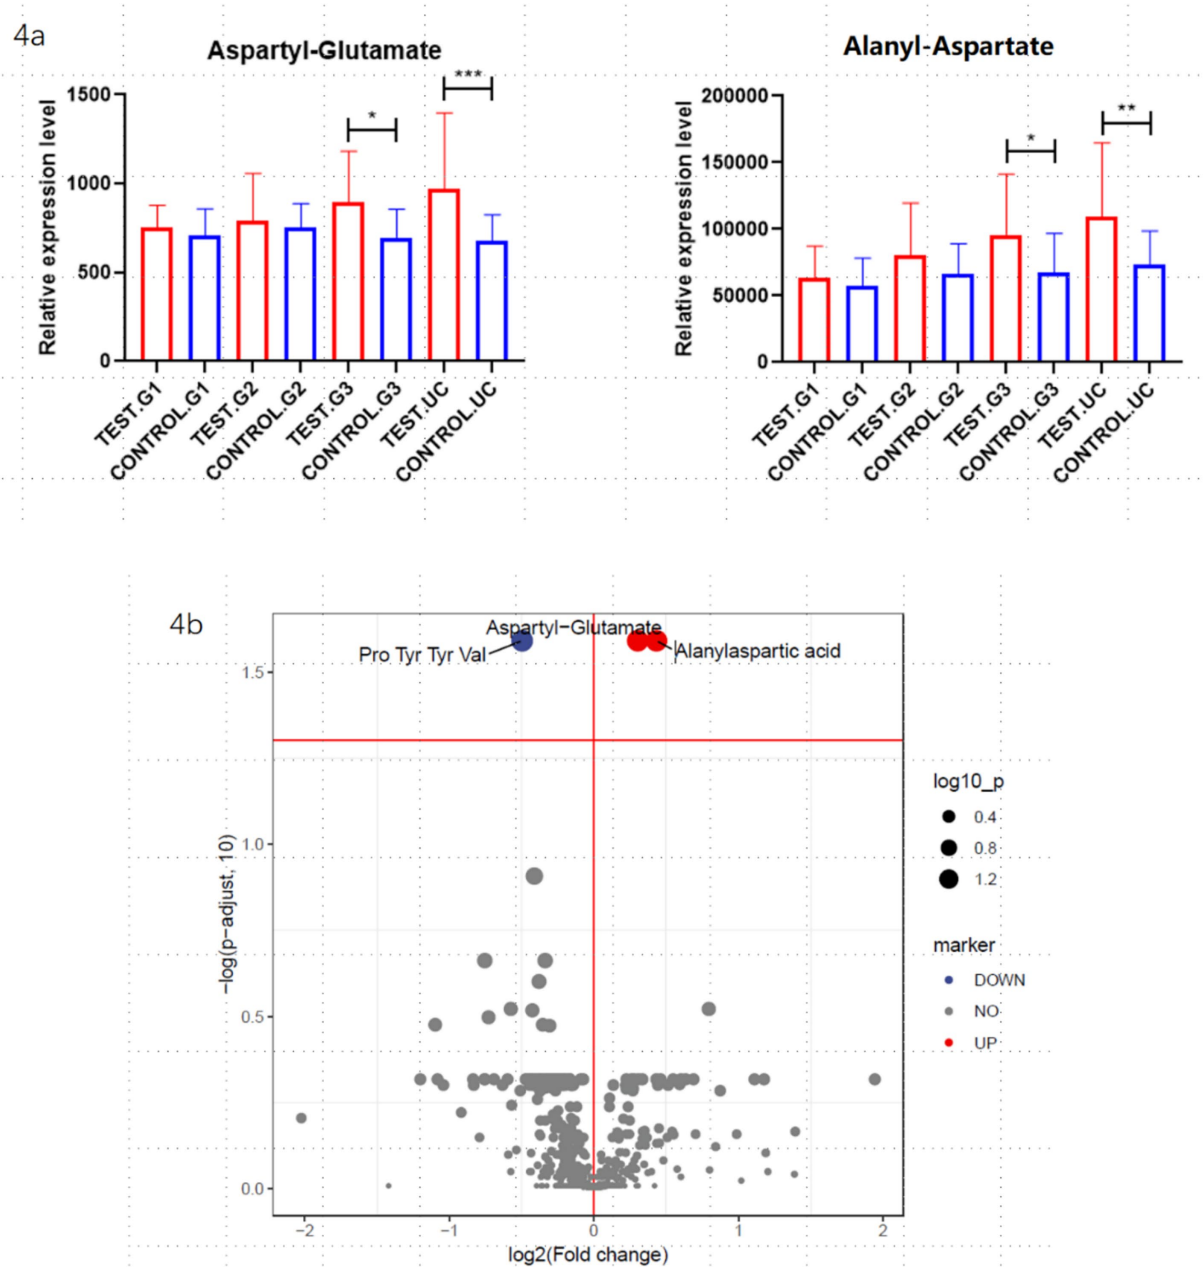 4a
Aspartyl-Glutamate
Relative expression level
1500
1000
500
0
*
***
TEST.G1
CONTROL.G1
TEST.G2
CONTROL.G2
TEST.G3
CONTROL.G3
TEST.UC
CONTROL.UC
Alanyl-Aspartate
Relative expression level
200000
150000
100000
50000
0
*
**
TEST.G1
CONTROL.G1
TEST.G2
CONTROL.G2
TEST.G3
CONTROL.G3
TEST.UC
CONTROL.UC
4b
Aspartyl−Glutamate
Pro Tyr Tyr Val
Alanylaspartic acid
−log(p−adjust, 10)
1.5
1.0
0.5
0.0
−2
−1
0
1
2
log2(Fold change)
log10_p
0.4
0.8
1.2
marker
DOWN
NO
UP